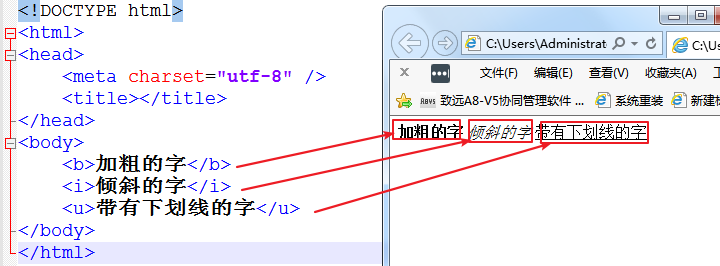 <!DOCTYPE html>
<html>
<head>
<meta charset="utf-8" />
<title></title>
</head>
<body>
<b>加粗的字</b>
<i>倾斜的字</i>
<u>带有下划线的字</u>
</body>
</html>
C:\Users\Administrat
C:\Us
文件(F) 编辑(E) 查看(V) 收藏夹(A)
致远A8-V5协同管理软件 ... 系统重装 新建
加粗的字 倾斜的字 带有下划线的字